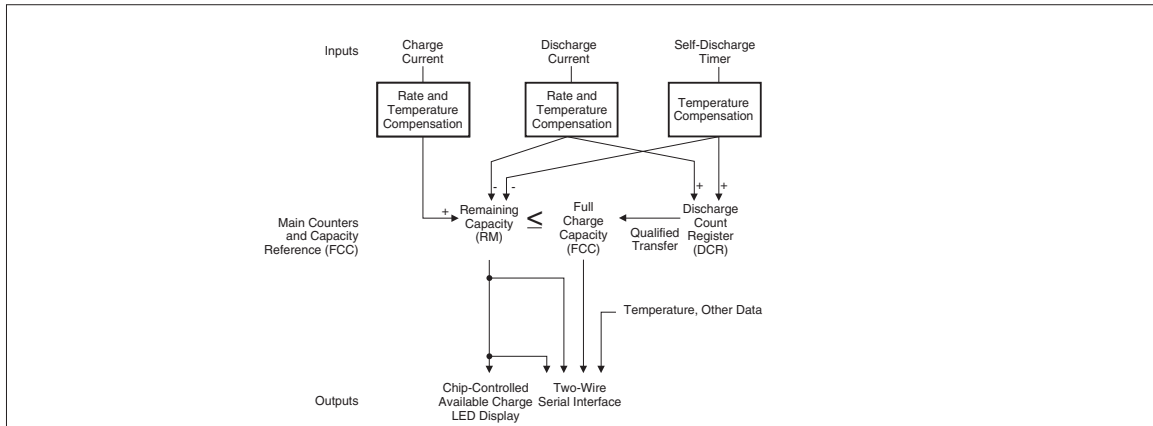 Inputs
Charge
Current
Discharge
Current
Self-Discharge
Timer
Rate and
Temperature
Compensation
Rate and
Temperature
Compensation
Temperature
Compensation
- - + +
Main Counters
and Capacity
Reference (FCC)
+
Remaining
Capacity
(RM)
≤
Full
Charge
Capacity
(FCC)
Qualified
Transfer
Discharge
Count
Register
(DCR)
Temperature, Other Data
Outputs
Chip-Controlled
Available Charge
LED Display
Two-Wire
Serial Interface